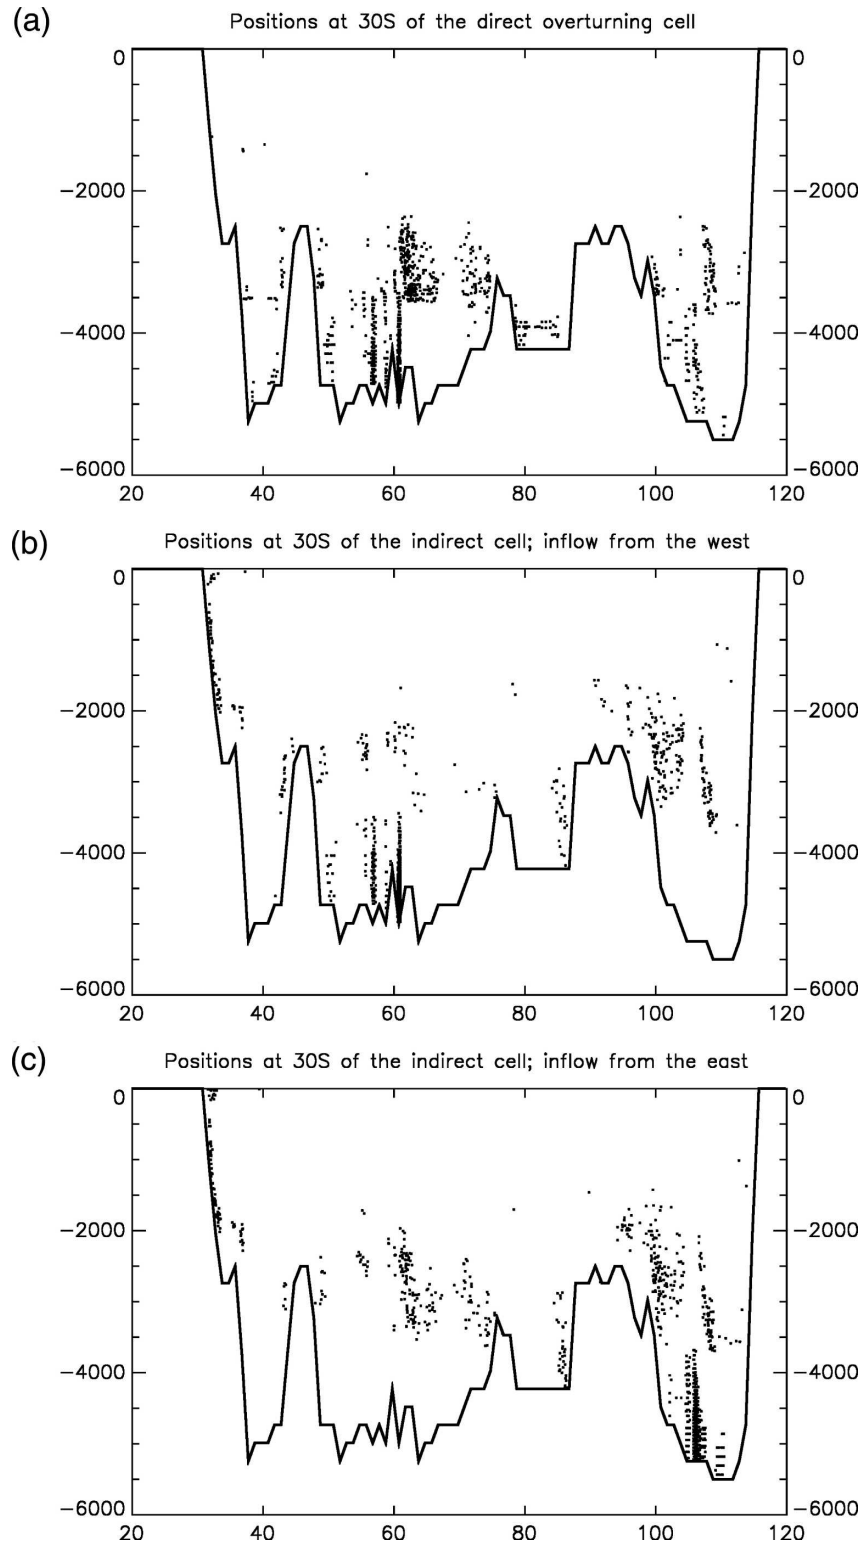 (a)
Positions at 30S of the direct overturning cell
0 0
−2000 −2000
−4000 −4000
−6000 −6000
20 40 60 80 100 120
(b)
Positions at 30S of the indirect cell; inflow from the west
0 0
−2000 −2000
−4000 −4000
−6000 −6000
20 40 60 80 100 120
(c)
Positions at 30S of the indirect cell; inflow from the east
0 0
−2000 −2000
−4000 −4000
−6000 −6000
20 40 60 80 100 120